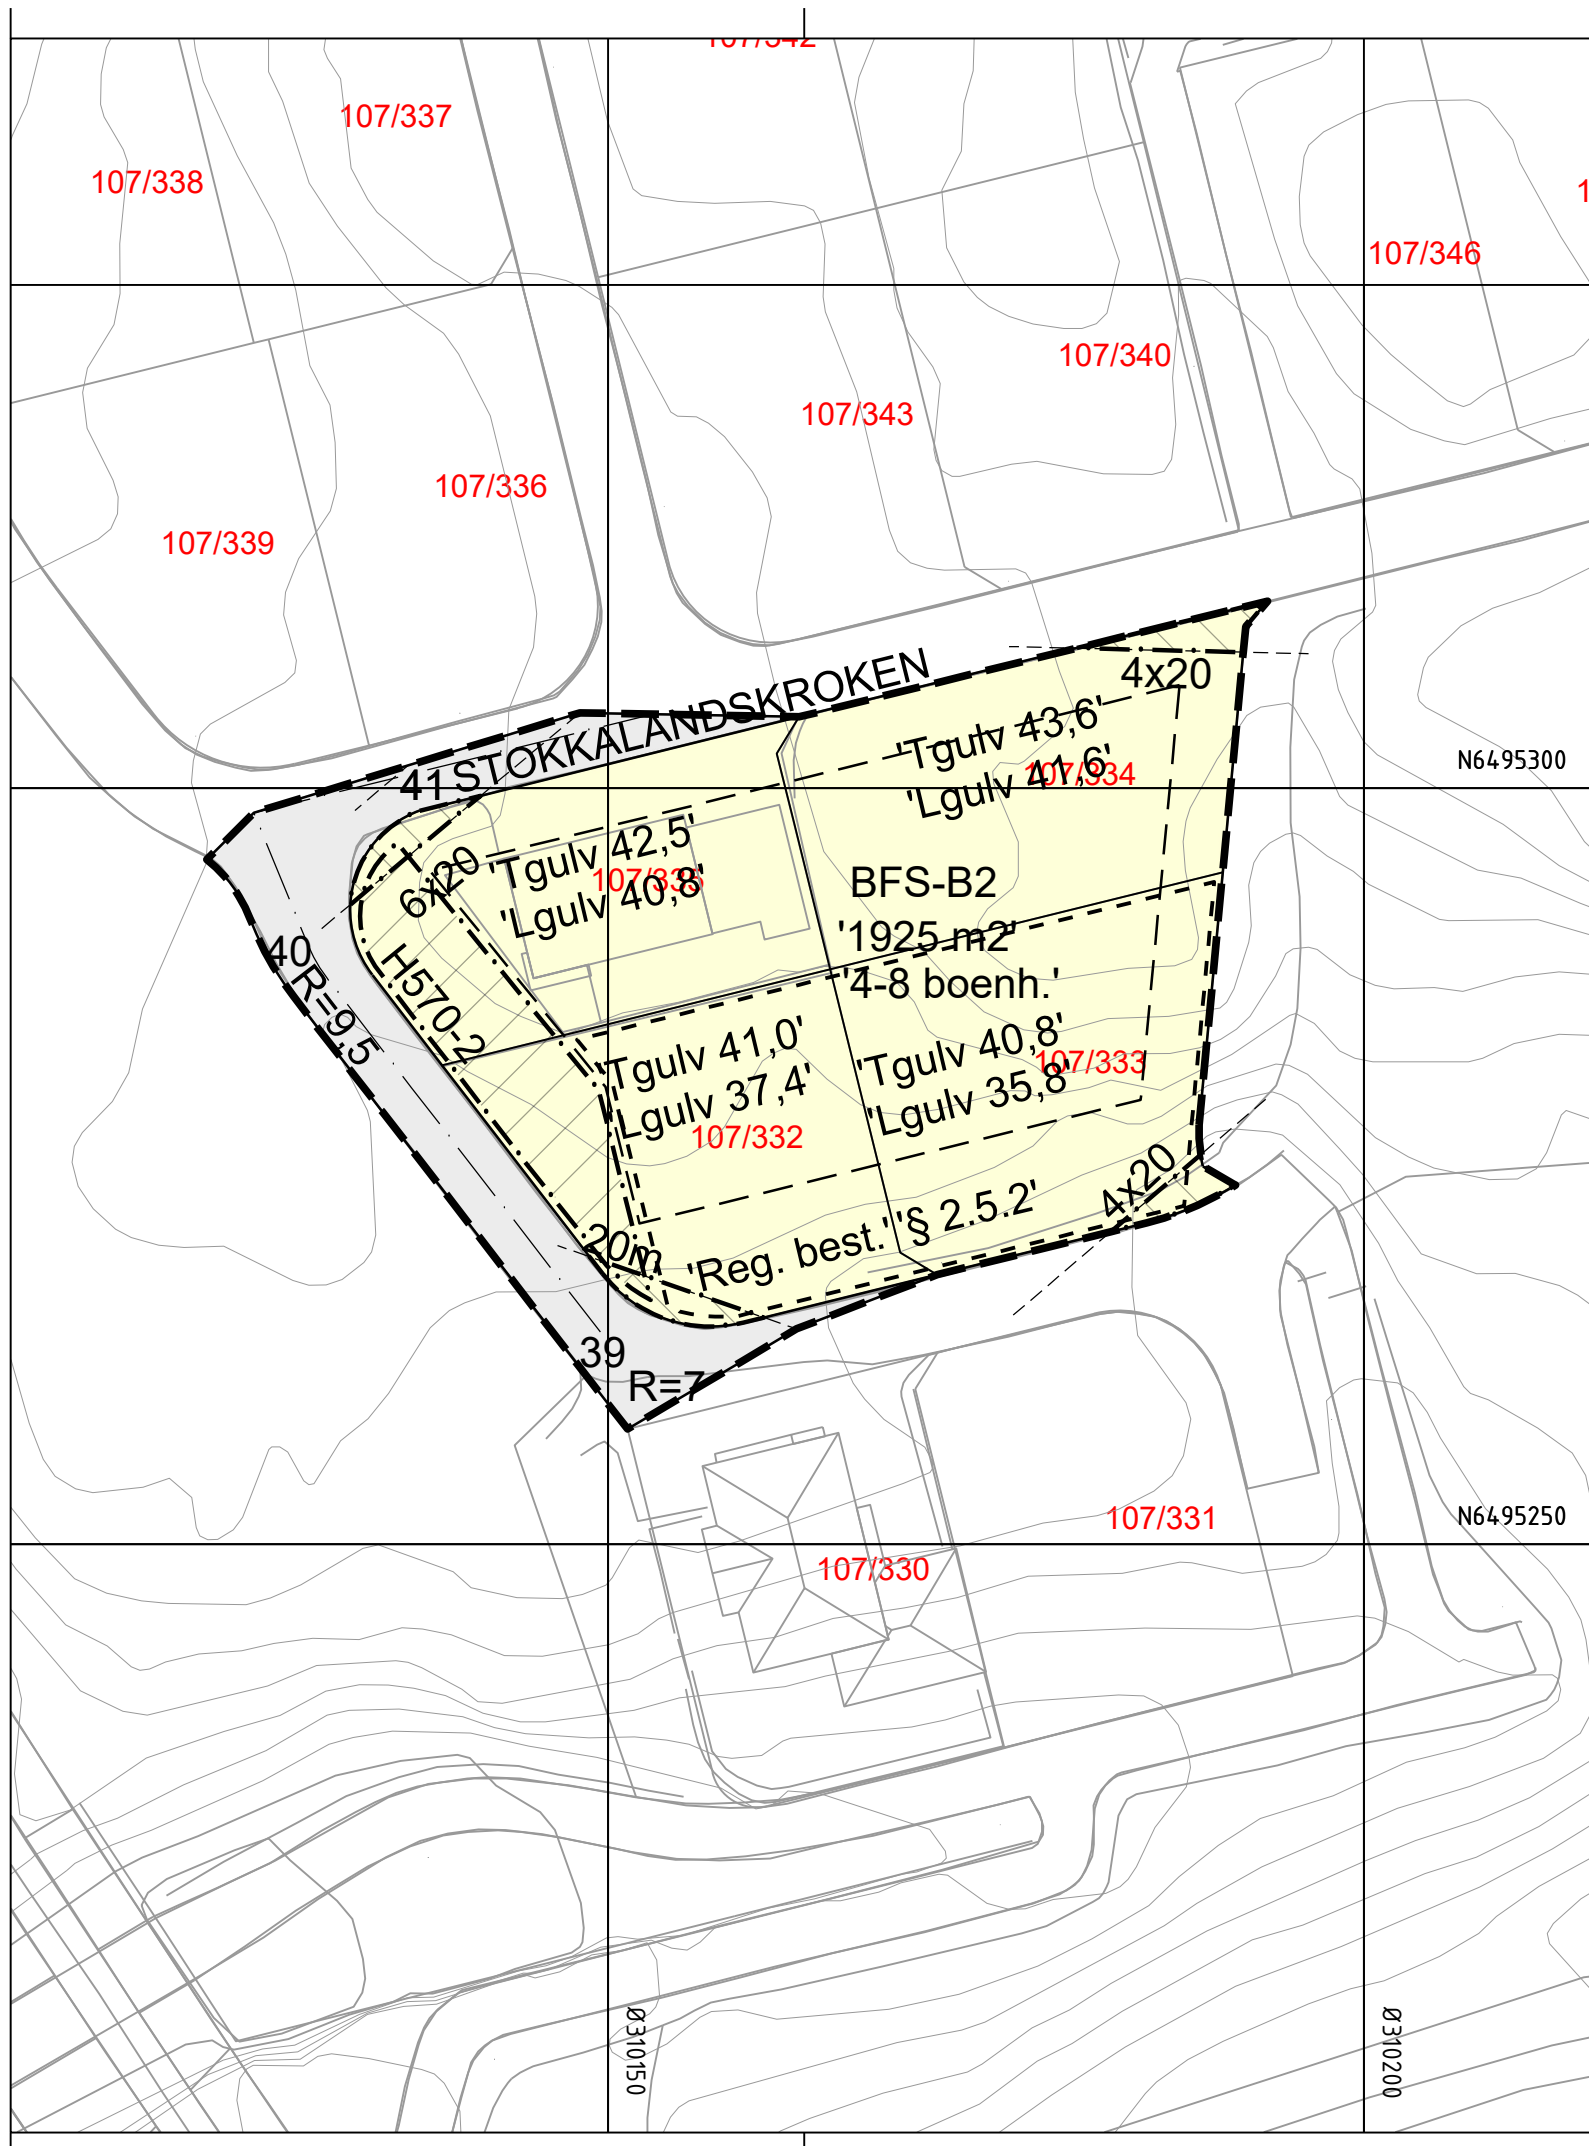 107/342
107/337
107/338
1
107/346
107/340
107/343
107/336
107/339
STOKKALANDSKROKEN
4x20
'Tgulv 43,6'
'Lgulv 41,6'
107/334
N6495300
41
6x20
'Tgulv 42,5'
'Lgulv 40,8'
107/335
BFS-B2
'1925 m2'
'4-8 boenh.'
40
R=9,5
H570-2
'Tgulv 41,0'
'Lgulv 37,4'
107/332
'Tgulv 40,8'
'Lgulv 35,8'
107/333
4x20
20m
'Reg. best.' '§ 2.5.2'
39
R=7
107/331
N6495250
107/330
Ø310150
Ø310200